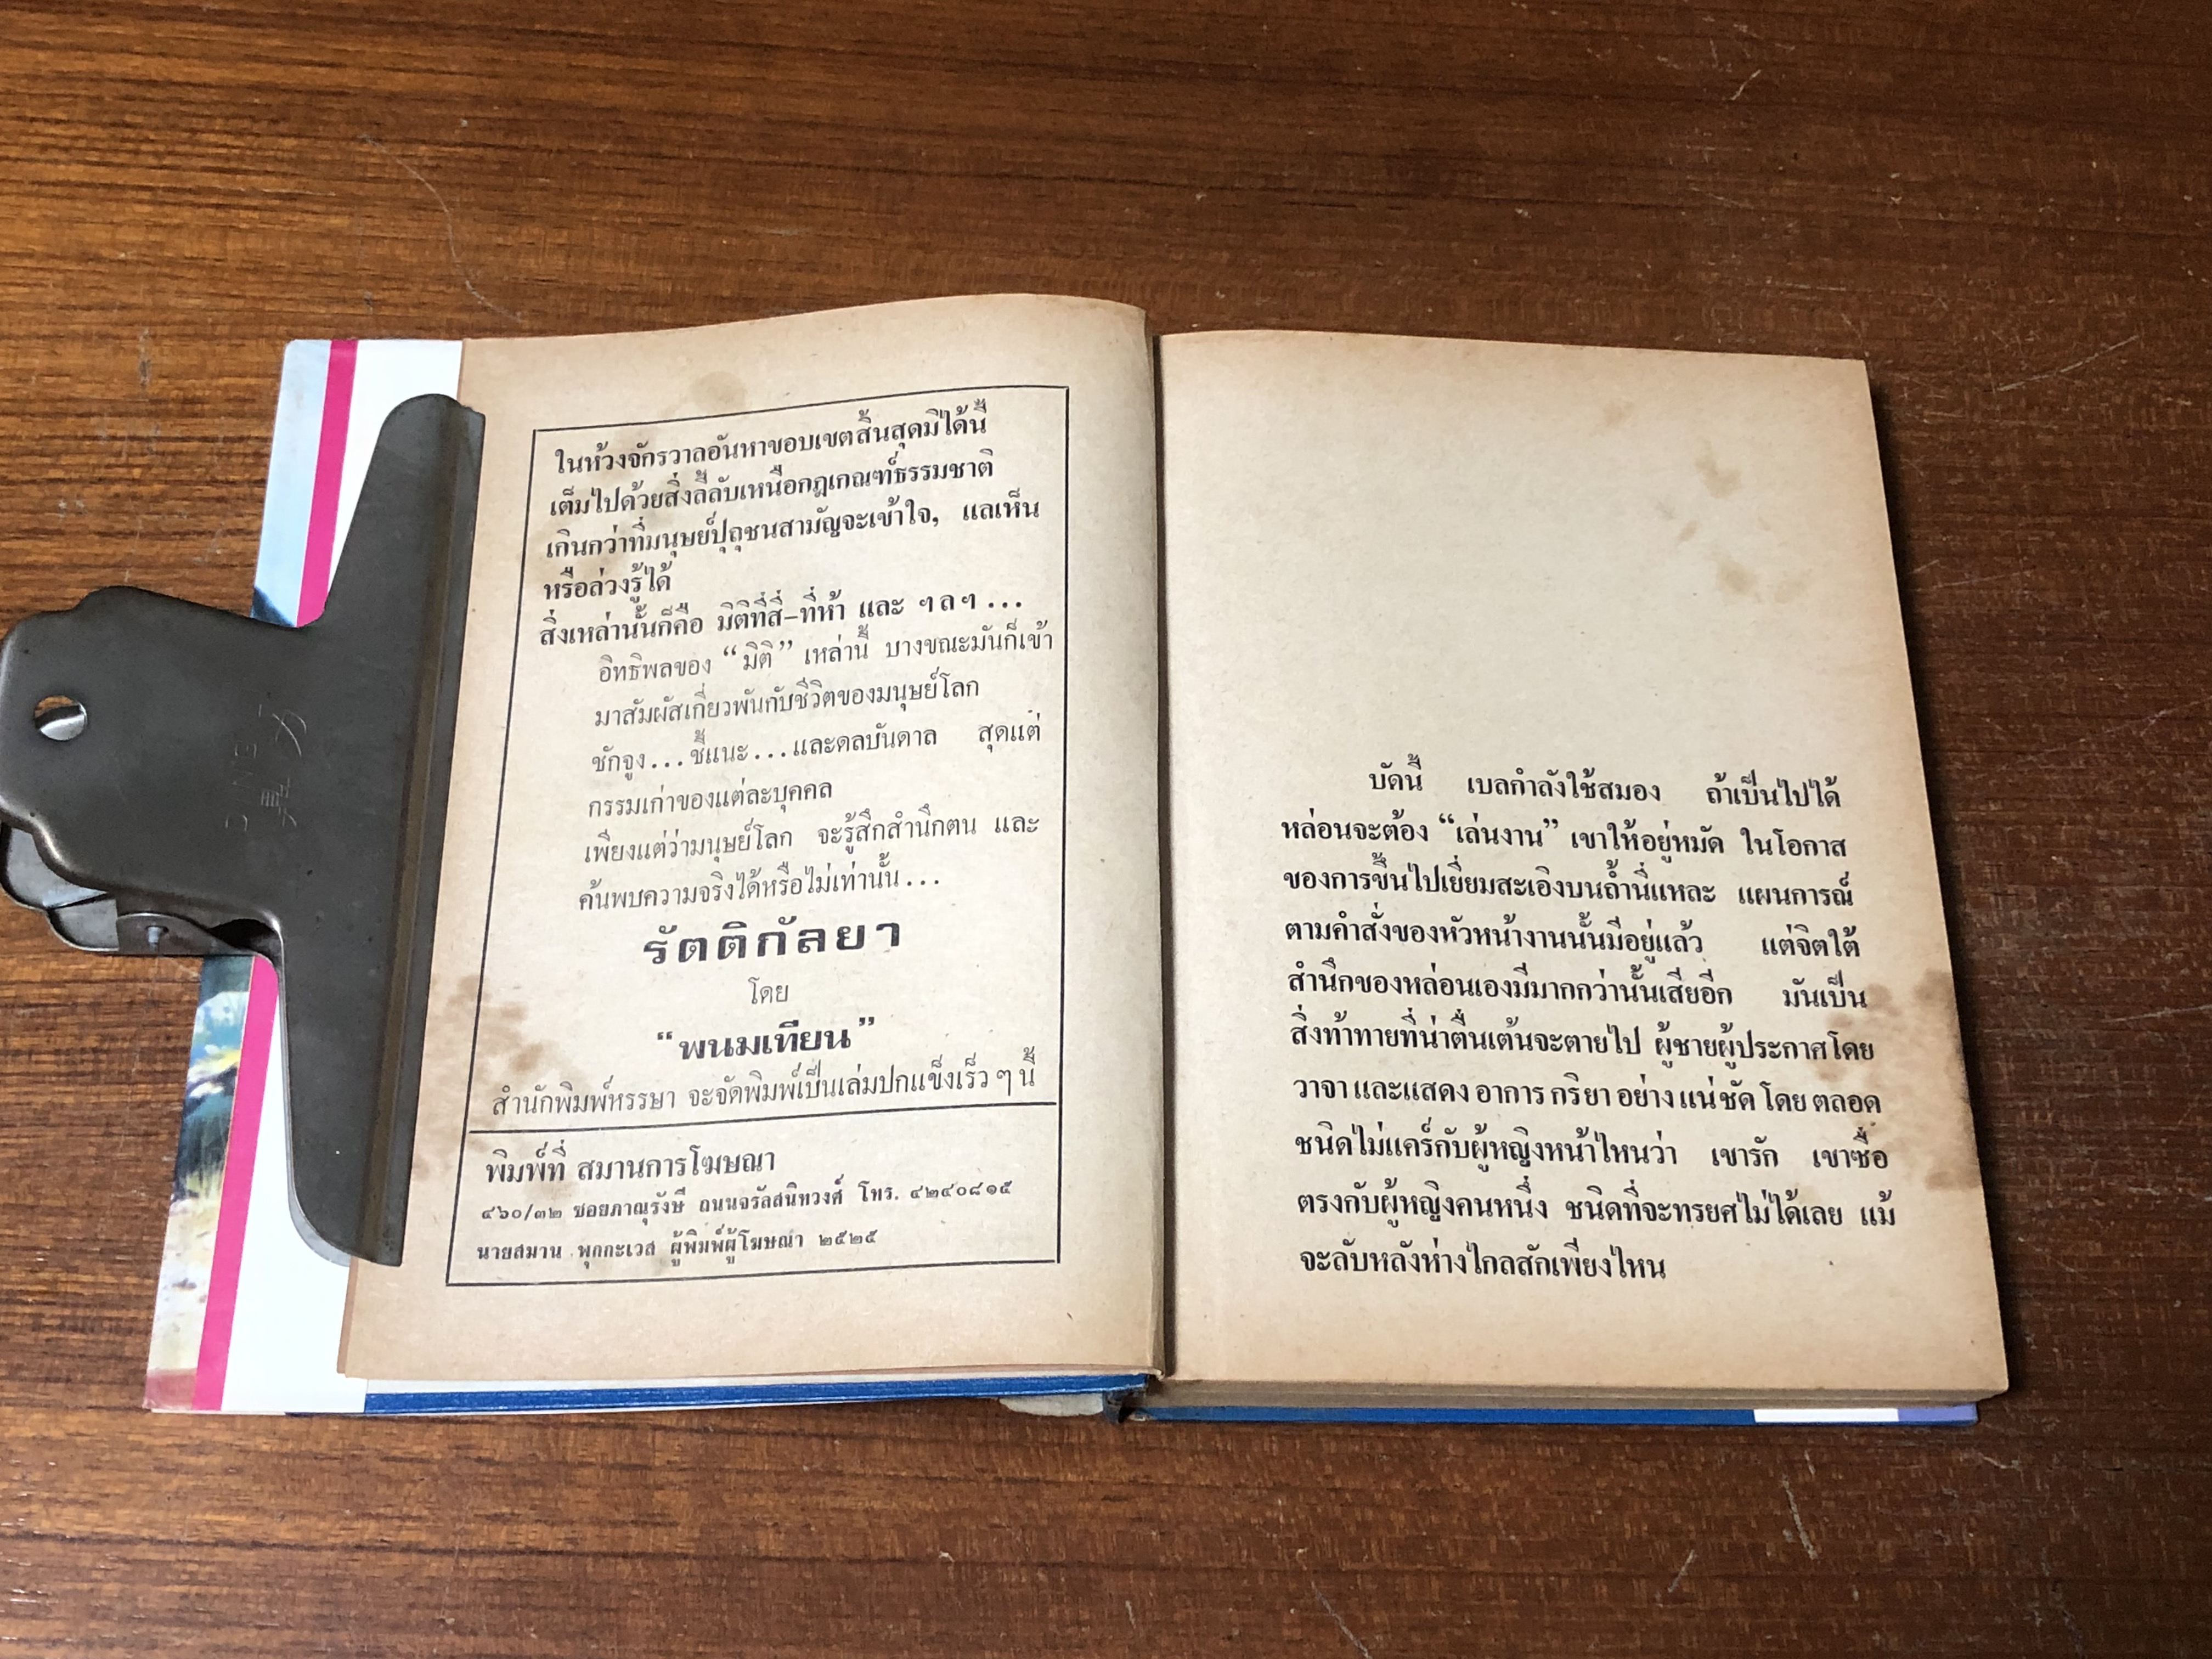 ในห้วงจักรวาลอันหาขอบเขตสิ้นสุดมิได้นี้
เต็มไปด้วยสิ่งลี้ลับเหนือกฎเกณฑ์ธรรมชาติ
เกินกว่าที่มนุษย์ปุถุชนสามัญจะเข้าใจ, แลเห็น
หรือล่วงรู้ได้
สิ่งเหล่านั้นก็คือ มิติที่สี่–ที่ห้า และ ฯลฯ...
อิทธิพลของ “มิติ” เหล่านี้ บางขณะมันก็เข้า
มาสัมผัสเกี่ยวพันกับชีวิตของมนุษย์โลก
ชักจูง...ชี้แนะ...และดลบันดาล สุดแต่
กรรมเก่าของแต่ละบุคคล
เพียงแต่ว่ามนุษย์โลก จะรู้สึกสำนึกตน และ
ค้นพบความจริงได้หรือไม่เท่านั้น...
รัตติกัลยา
โดย
“พนมเทียน”
สำนักพิมพ์หรรษา จะจัดพิมพ์เป็นเล่มปกแข็งเร็ว ๆ นี้
พิมพ์ที่ สมานการโฆษณา
๔๖๐/๓๒ ซอยภาณุรังษี ถนนจรัลสนิทวงศ์ โทร. ๔๒๔๐๘๑๕
นายสมาน พุกกะเวส ผู้พิมพ์ผู้โฆษณา ๒๕๒๕
บัดนี้ เบลกำลังใช้สมอง ถ้าเป็นไปได้
หล่อนจะต้อง “เล่นงาน” เขาให้อยู่หมัด ในโอกาส
ของการขึ้นไปเยี่ยมสะเอิงบนถ้ำนี่แหละ แผนการณ์
ตามคำสั่งของหัวหน้างานนั้นมีอยู่แล้ว แต่จิตใต้
สำนึกของหล่อนเองมีมากกว่านั้นเสียอีก มันเป็น
สิ่งท้าทายที่น่าตื่นเต้นจะตายไป ผู้ชายผู้ประกาศโดย
วาจาและแสดงอาการกริยาอย่างแน่ชัดโดยตลอด
ชนิดไม่แคร์กับผู้หญิงหน้าไหนว่า เขารัก เขาซื่อ
ตรงกับผู้หญิงคนหนึ่ง ชนิดที่จะทรยศไม่ได้เลย แม้
จะลับหลังห่างไกลสักเพียงไหน